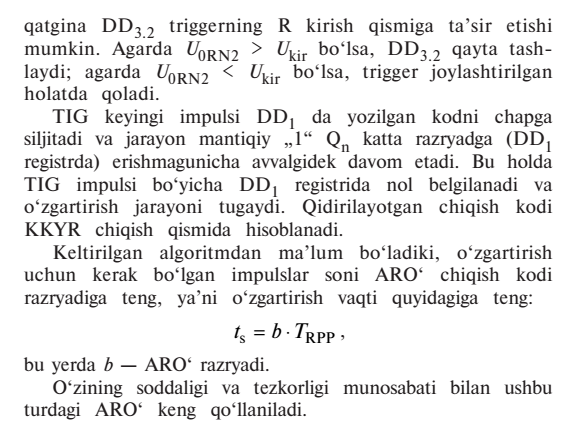 qatgina DD3.2 triggerning R kirish qismiga ta’sir etishi
mumkin. Agarda U0RN2 > Ukir bo‘lsa, DD3.2 qayta tash-
laydi; agarda U0RN2 < Ukir bo‘lsa, trigger joylashtirilgan
holatda qoladi.
TIG keyingi impulsi DD1 da yozilgan kodni chapga
siljitadi va jarayon mantiqiy „1“ Qn katta razryadga (DD1
registrda) erishmagunicha avvalgidek davom etadi. Bu holda
TIG impulsi bo‘yicha DD1 registrida nol belgilanadi va
o‘zgartirish jarayoni tugaydi. Qidirilayotgan chiqish kodi
KKYR chiqish qismida hisoblanadi.
Keltirilgan algoritmdan ma’lum bo‘ladiki, o‘zgartirish
uchun kerak bo‘lgan impulslar soni ARO‘ chiqish kodi
razryadiga teng, ya’ni o‘zgartirish vaqti quyidagiga teng:
ts = b · TRPP ,
bu yerda b — ARO‘ razryadi.
O‘zining soddaligi va tezkorligi munosabati bilan ushbu
turdagi ARO‘ keng qo‘llaniladi.